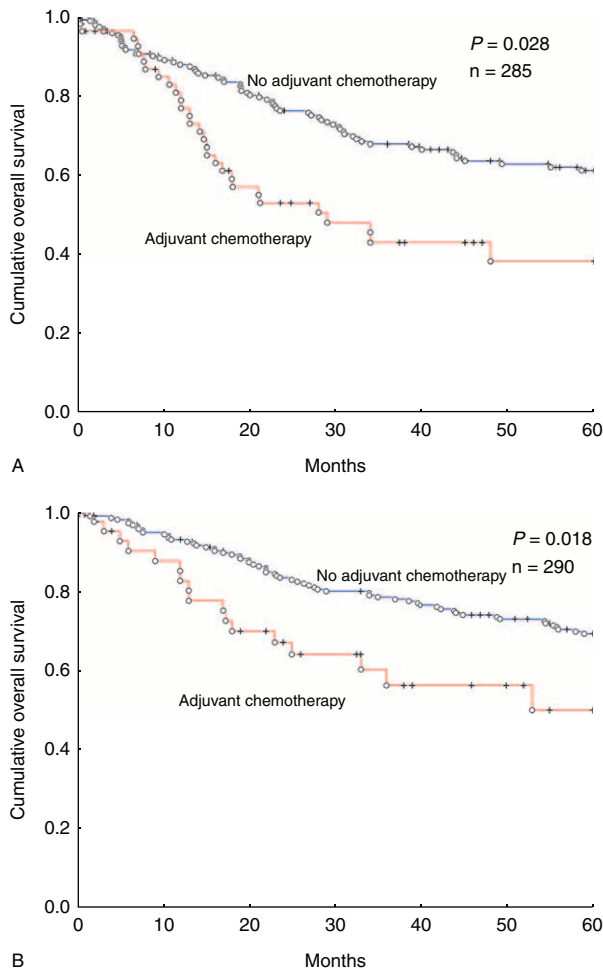 1.0
P = 0.028
No adjuvant chemotherapy
n = 285
0.8
0.6
Adjuvant chemotherapy
0.4
0.2
0.0
0 10 20 30 40 50 60
Cumulative overall survival
A
Months
1.0
P = 0.018
No adjuvant chemotherapy
n = 290
0.8
0.6
Adjuvant chemotherapy
0.4
0.2
0.0
0 10 20 30 40 50 60
Cumulative overall survival
B
Months